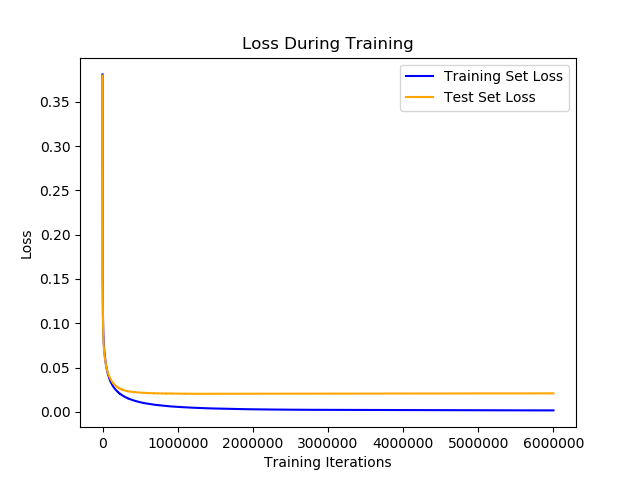 Loss During Training
Training Set Loss
Test Set Loss
0.35
0.30
0.25
0.20
0.15
0.10
0.05
0.00
Loss
0 1000000 2000000 3000000 4000000 5000000 6000000
Training Iterations